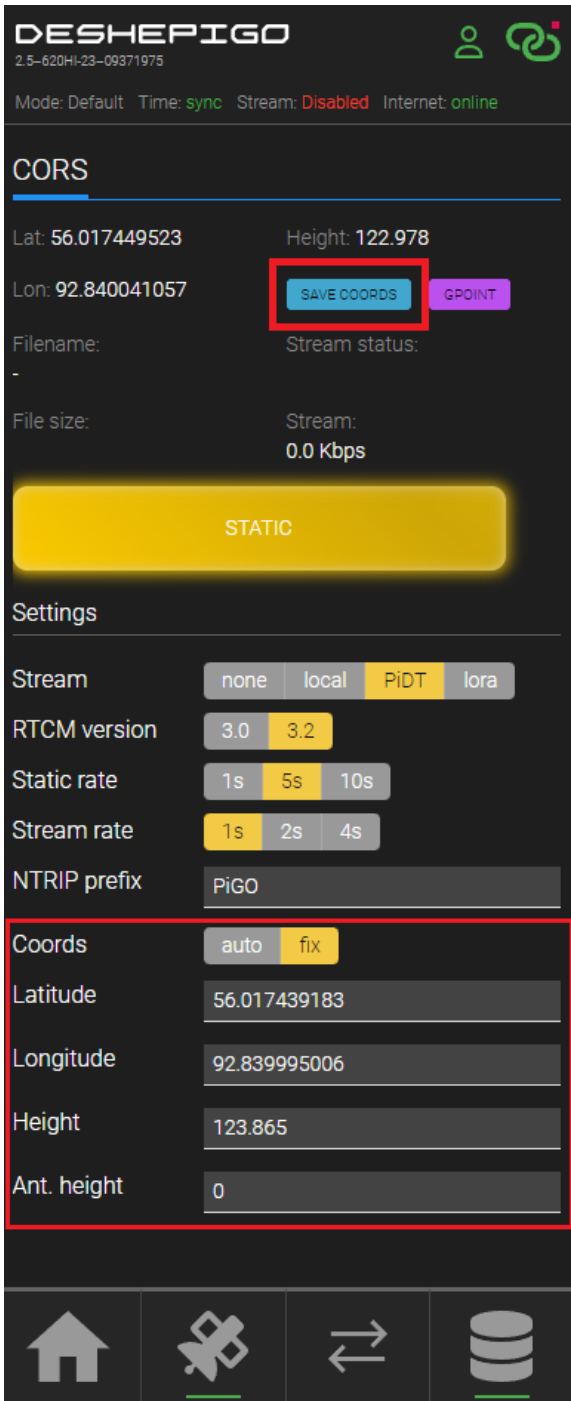 DESHEPIGO
2.5–620HI-23–09371975
Mode: Default Time: sync Stream: Disabled Internet: online
CORS
Lat: 56.017449523 Height: 122.978
Lon: 92.840041057 SAVE COORDS GPOINT
Filename: Stream status:
-
File size: Stream:
0.0 Kbps
STATIC
Settings
Stream none local PiDT lora
RTCM version 3.0 3.2
Static rate 1s 5s 10s
Stream rate 1s 2s 4s
NTRIP prefix PiGO
Coords auto fix
Latitude 56.017439183
Longitude 92.839995006
Height 123.865
Ant. height 0